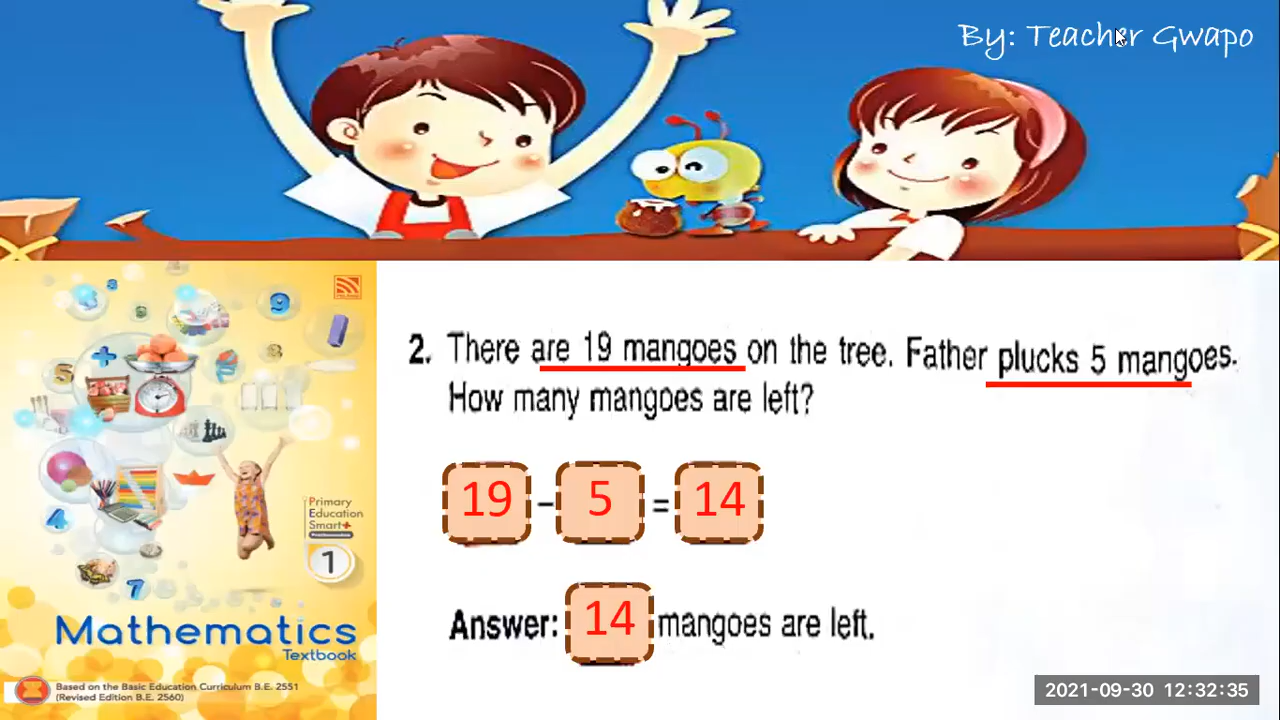 By: Teacher Gwapo
2. There are 19 mangoes on the tree. Father plucks 5 mangoes.
How many mangoes are left?
19 - 5 = 14
Answer: 14 mangoes are left.
Primary
Education
Smart+
1
Mathematics
Textbook
Based on the Basic Education Curriculum B.E. 2551
(Revised Edition B.E. 2560)
2021-09-30 12:32:35